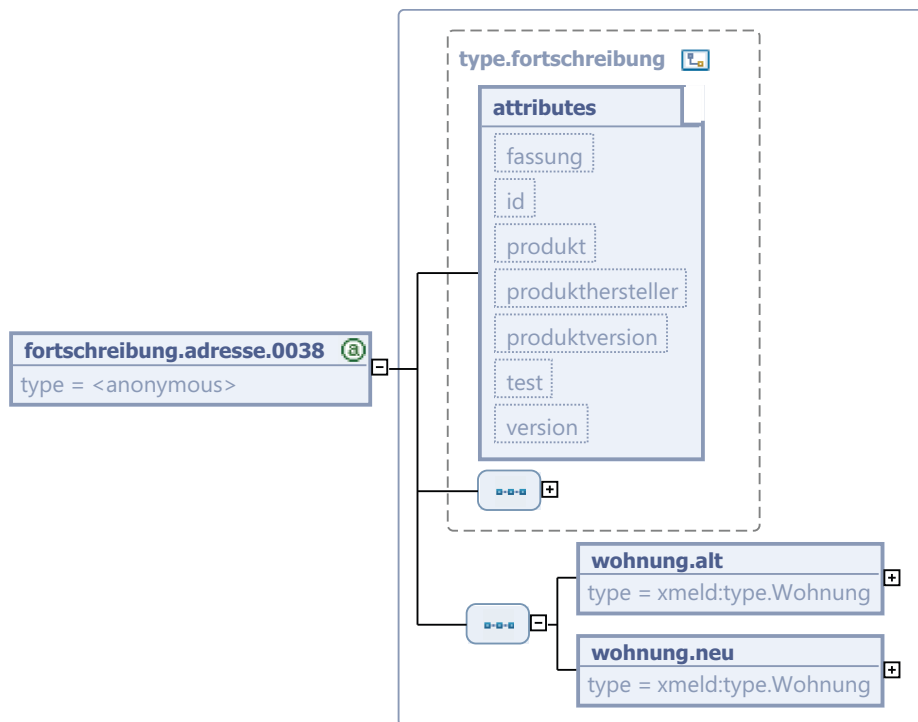 type.fortschreibung
attributes
fassung
id
produkt
produkthersteller
produktversion
test
version
fortschreibung.adresse.0038 a
type = <anonymous>
wohnung.alt
type = xmeld:type.Wohnung
wohnung.neu
type = xmeld:type.Wohnung